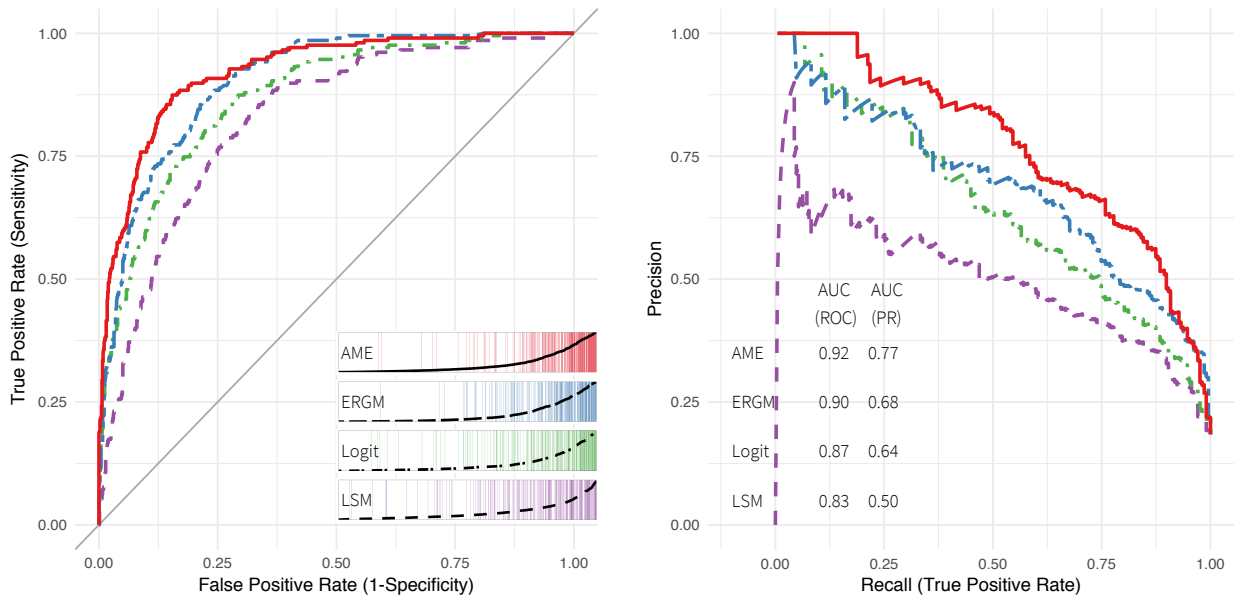 1.00
0.75
0.50
0.25
0.00
True Positive Rate (Sensitivity)
AME
ERGM
Logit
LSM
0.00
0.25
0.50
0.75
1.00
False Positive Rate (1-Specificity)
1.00
0.75
0.50
0.25
0.00
Precision
AUC AUC
(ROC) (PR)
AME 0.92 0.77
ERGM 0.90 0.68
Logit 0.87 0.64
LSM 0.83 0.50
0.00
0.25
0.50
0.75
1.00
Recall (True Positive Rate)